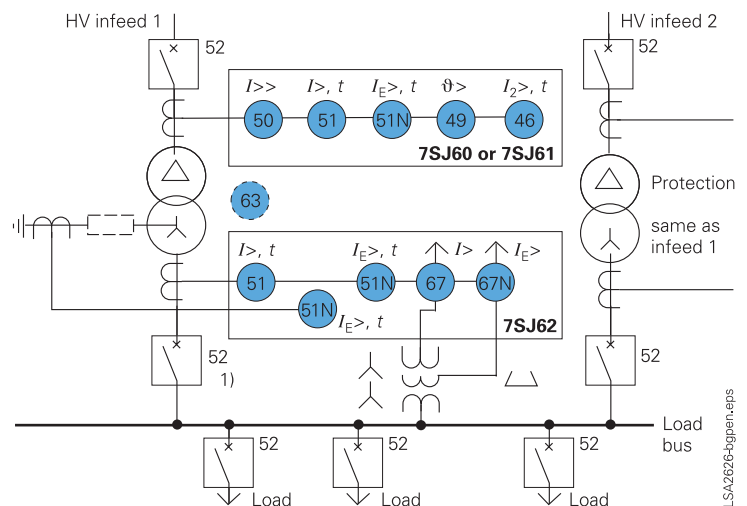 HV infeed 1
HV infeed 2
52
52
I>> I>, t IE>, t ϑ> I2>, t
50 51 51N 49 46
7SJ60 or 7SJ61
Protection
63
same as
infeed 1
I>, t IE>, t I> IE>
51 51N 67 67N
51N
IE>, t
7SJ62
52
1)
52
Load
bus
52
52
52
Load
Load
Load
LSA2626-bgpen.eps